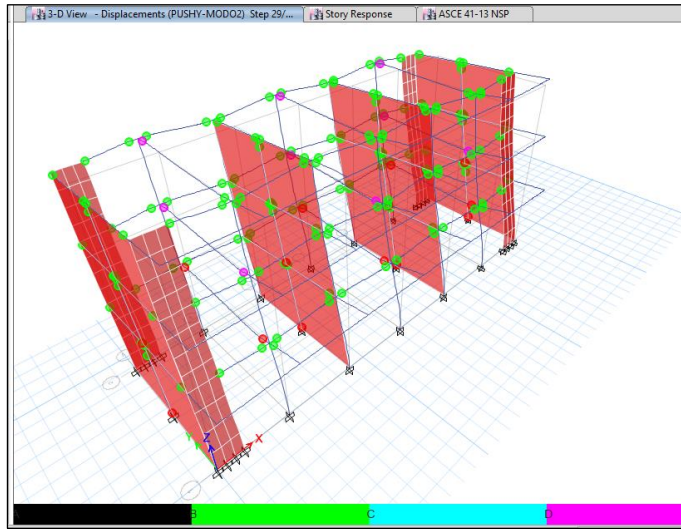 3-D View - Displacements (PUSHY-MODO2) Step 29/...
Story Response
ASCE 41-13 NSP
Z
X
B
C
D